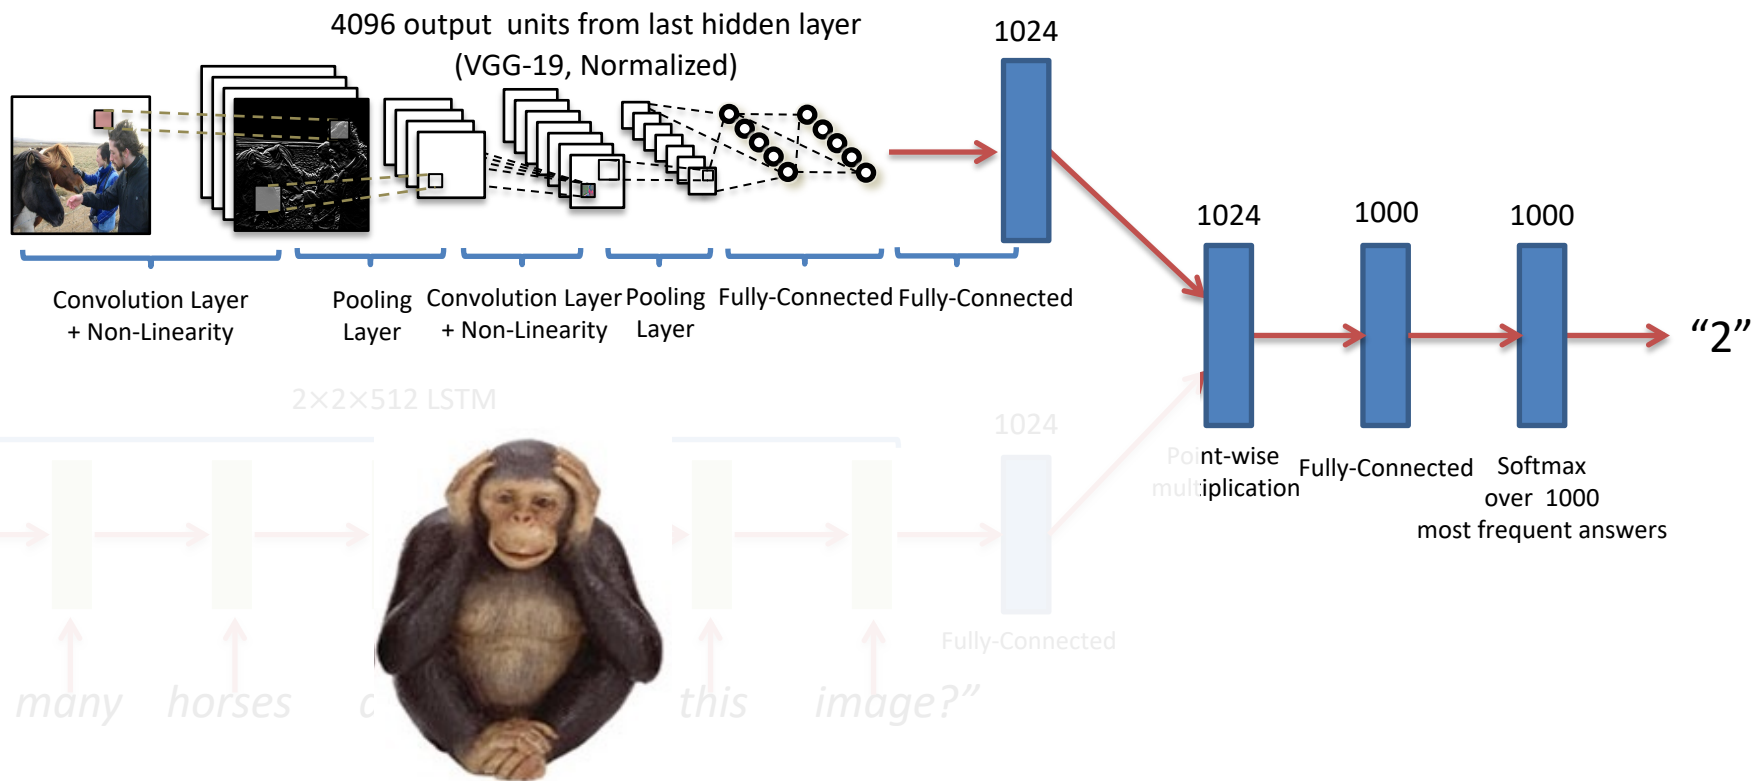 4096 output units from last hidden layer
(VGG-19, Normalized)
1024
1024
1000
1000
Convolution Layer
+ Non-Linearity
Pooling
Layer
Convolution Layer
+ Non-Linearity
Pooling
Layer
Fully-Connected
Fully-Connected
“2”
2×2×512 LSTM
1024
Point-wise
multiplication
Fully-Connected
Softmax
over 1000
most frequent answers
Fully-Connected
many horses this image?”